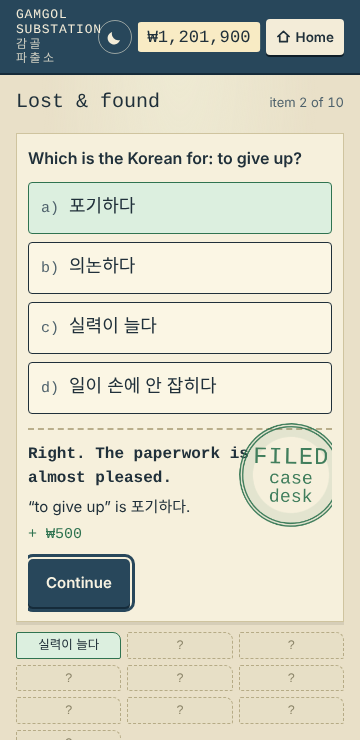 GAMGOL
SUBSTATION
감골
파출소
₩1,201,900
Home
Lost & found
item 2 of 10
Which is the Korean for: to give up?
a) 포기하다
b) 의논하다
c) 실력이 늘다
d) 일이 손에 안 잡히다
Right. The paperwork is
almost pleased.
FILED
case
desk
“to give up” is 포기하다.
+ ₩500
Continue
실력이 늘다 ? ?
? ? ?
? ? ?
?